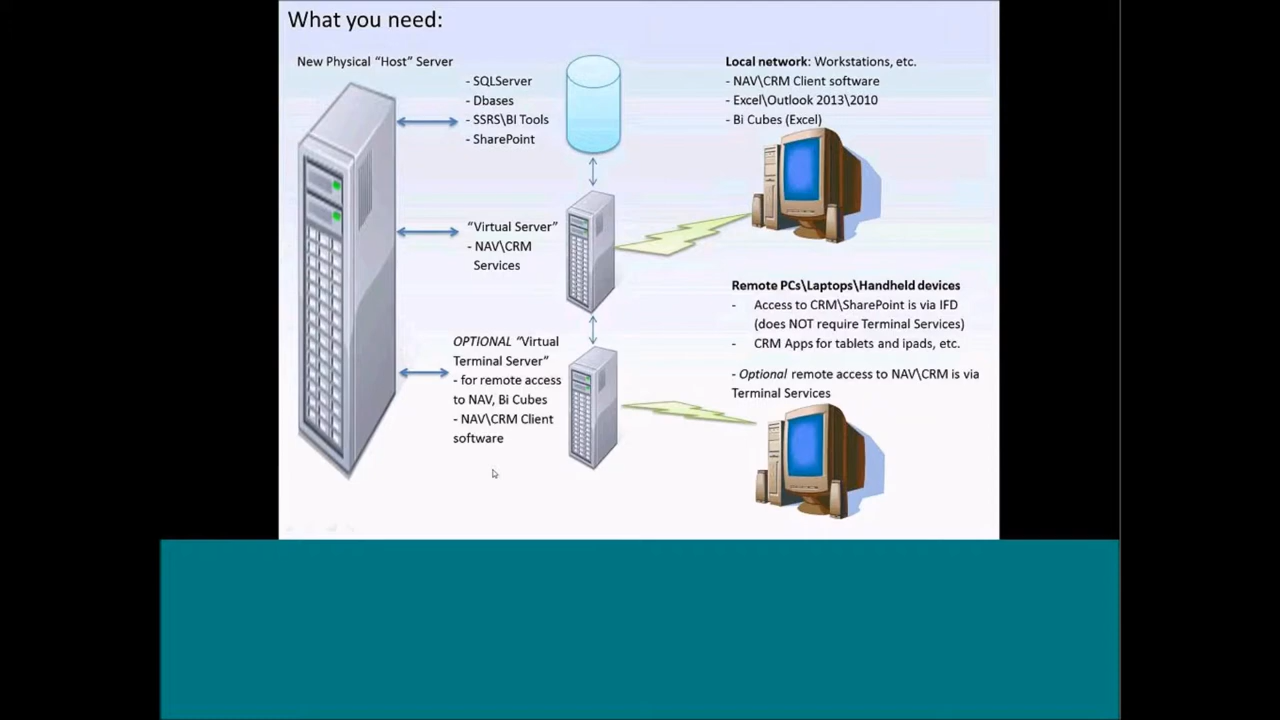 What you need:
New Physical “Host” Server
- SQLServer
- Dbases
- SSRS\BI Tools
- SharePoint
Local network: Workstations, etc.
- NAV\CRM Client software
- Excel\Outlook 2013\2010
- Bi Cubes (Excel)
“Virtual Server”
- NAV\CRM
Services
Remote PCs\Laptops\Handheld devices
- Access to CRM\SharePoint is via IFD
(does NOT require Terminal Services)
- CRM Apps for tablets and ipads, etc.
- Optional remote access to NAV\CRM is via
Terminal Services
OPTIONAL “Virtual
Terminal Server”
- for remote access
to NAV, Bi Cubes
- NAV\CRM Client
software